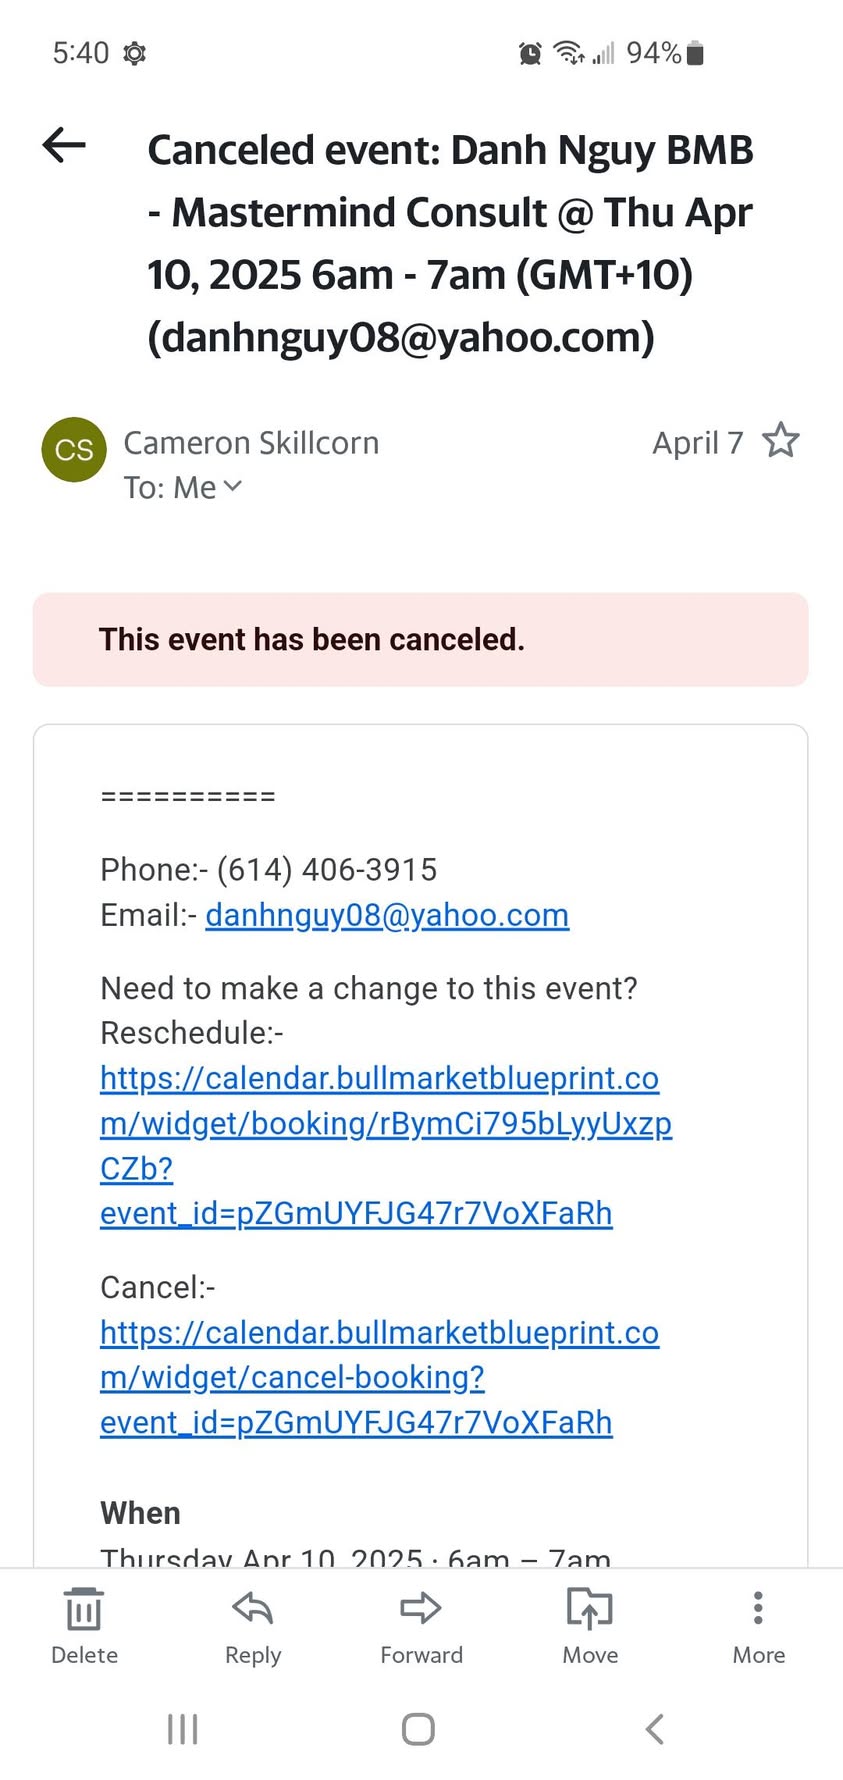 5:40 94%
Canceled event: Danh Nguy BMB
- Mastermind Consult @ Thu Apr
10, 2025 6am - 7am (GMT+10)
(danhnguy08@yahoo.com)
CS
Cameron Skillcorn April 7
To: Me
This event has been canceled.
==========
Phone:- (614) 406-3915
Email:- danhnguy08@yahoo.com
Need to make a change to this event?
Reschedule:-
https://calendar.bullmarketblueprint.co
m/widget/booking/rBymCi795bLyyUxzp
CZb?
event_id=pZGmUYFJG47r7VoXFaRh
Cancel:-
https://calendar.bullmarketblueprint.co
m/widget/cancel-booking?
event_id=pZGmUYFJG47r7VoXFaRh
When
Thursday Apr 10, 2025 · 6am – 7am
Delete Reply Forward Move More